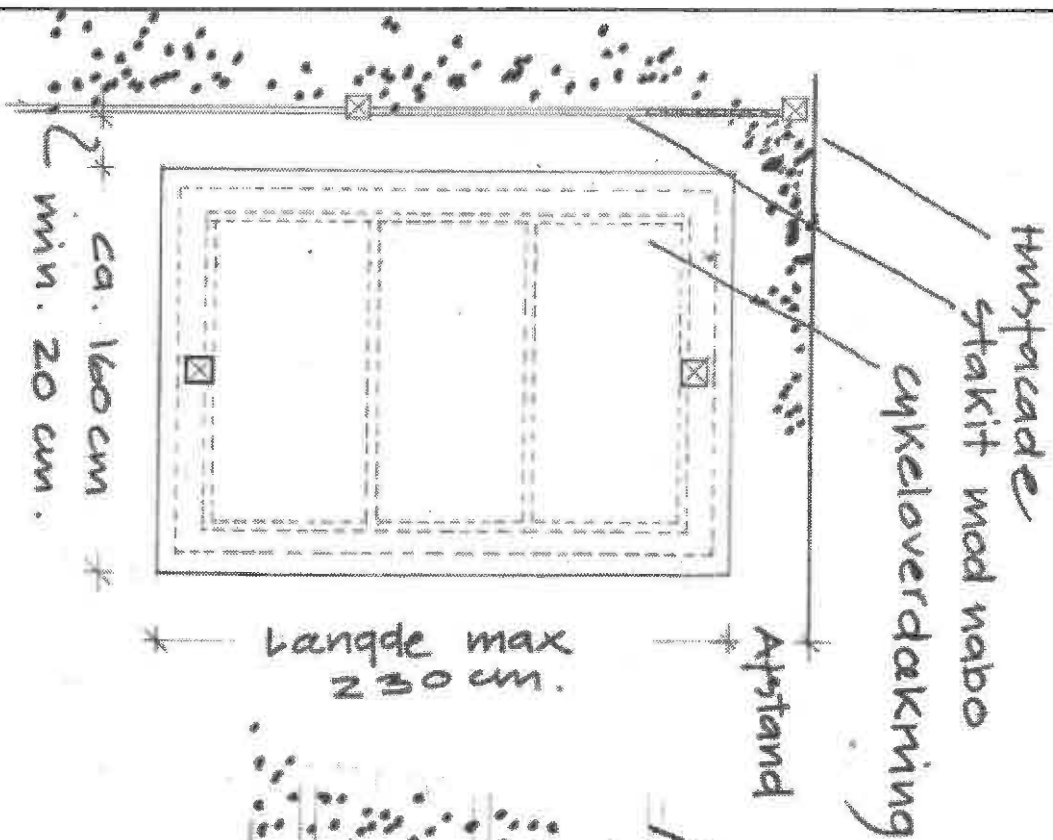 Husfacade
stakit mod nabo
cykeloverdækning
Afstand
Længde max
230 cm.
ca. 160 cm
min. 20 cm.